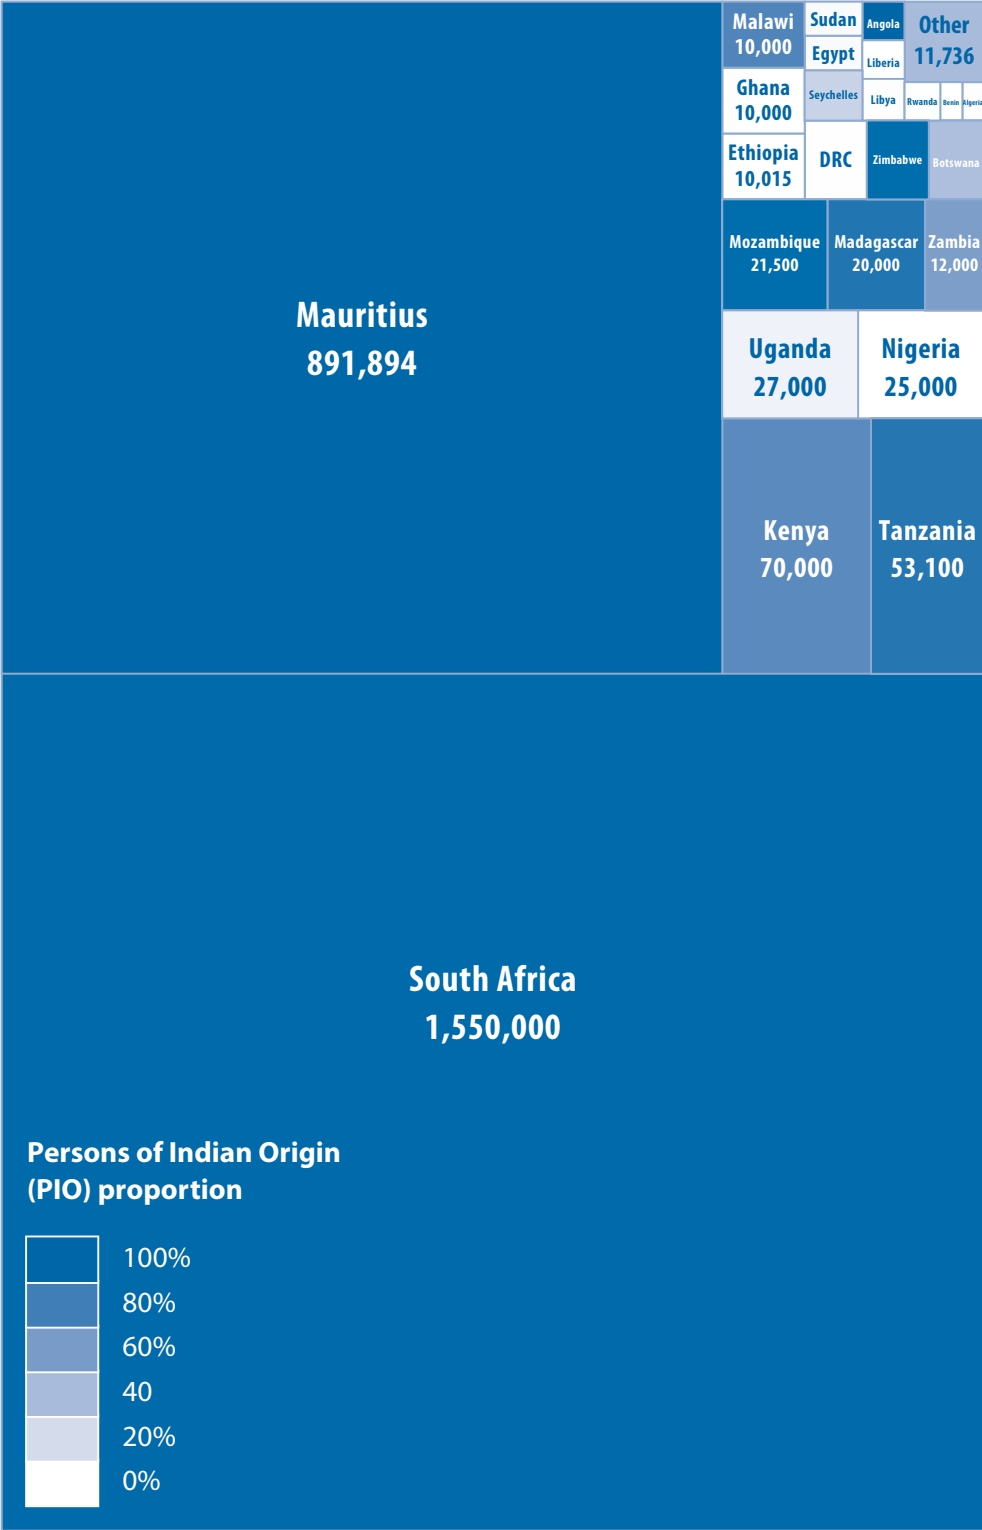 Malawi
10,000
Sudan
Angola
Other
11,736
Egypt
Liberia
Ghana
10,000
Seychelles
Libya
Rwanda
Benin
Algeria
Ethiopia
10,015
DRC
Zimbabwe
Botswana
Mozambique
21,500
Madagascar
20,000
Zambia
12,000
Mauritius
891,894
Uganda
27,000
Nigeria
25,000
Kenya
70,000
Tanzania
53,100
South Africa
1,550,000
Persons of Indian Origin
(PIO) proportion
100%
80%
60%
40
20%
0%